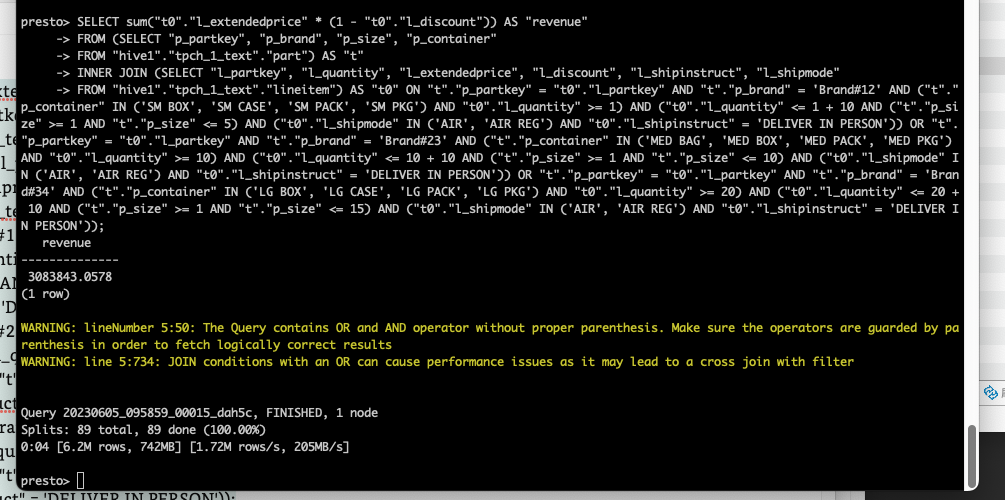 presto> SELECT sum("t0"."l_extendedprice" * (1 - "t0"."l_discount")) AS "revenue"
-> FROM (SELECT "p_partkey", "p_brand", "p_size", "p_container"
-> FROM "hive1"."tpch_1_text"."part") AS "t"
-> INNER JOIN (SELECT "l_partkey", "l_quantity", "l_extendedprice", "l_discount", "l_shipinstruct", "l_shipmode"
-> FROM "hive1"."tpch_1_text"."lineitem") AS "t0" ON "t"."p_partkey" = "t0"."l_partkey" AND "t"."p_brand" = 'Brand#12' AND ("t"."
p_container" IN ('SM BOX', 'SM CASE', 'SM PACK', 'SM PKG') AND "t0"."l_quantity" >= 1) AND ("t0"."l_quantity" <= 1 + 10 AND ("t"."p_si
ze" >= 1 AND "t"."p_size" <= 5) AND ("t0"."l_shipmode" IN ('AIR', 'AIR REG') AND "t0"."l_shipinstruct" = 'DELIVER IN PERSON')) OR "t".
"p_partkey" = "t0"."l_partkey" AND "t"."p_brand" = 'Brand#23' AND ("t"."p_container" IN ('MED BAG', 'MED BOX', 'MED PACK', 'MED PKG')
AND "t0"."l_quantity" >= 10) AND ("t0"."l_quantity" <= 10 + 10 AND ("t"."p_size" >= 1 AND "t"."p_size" <= 10) AND ("t0"."l_shipmode" I
N ('AIR', 'AIR REG') AND "t0"."l_shipinstruct" = 'DELIVER IN PERSON')) OR "t"."p_partkey" = "t0"."l_partkey" AND "t"."p_brand" = 'Bran
d#34' AND ("t"."p_container" IN ('LG BOX', 'LG CASE', 'LG PACK', 'LG PKG') AND "t0"."l_quantity" >= 20) AND ("t0"."l_quantity" <= 20 +
10 AND ("t"."p_size" >= 1 AND "t"."p_size" <= 15) AND ("t0"."l_shipmode" IN ('AIR', 'AIR REG') AND "t0"."l_shipinstruct" = 'DELIVER I
N PERSON'));
revenue
--------------
3083843.0578
(1 row)
WARNING: lineNumber 5:50: The Query contains OR and AND operator without proper parenthesis. Make sure the operators are guarded by pa
renthesis in order to fetch logically correct results
WARNING: line 5:734: JOIN conditions with an OR can cause performance issues as it may lead to a cross join with filter
Query 20230605_095859_00015_dah5c, FINISHED, 1 node
Splits: 89 total, 89 done (100.00%)
0:04 [6.2M rows, 742MB] [1.72M rows/s, 205MB/s]
presto>